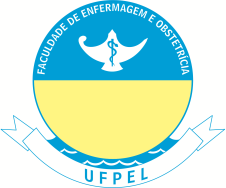 FACULDADE DE ENFERMAGEM E OBSTETRÍCIA
UFPEL